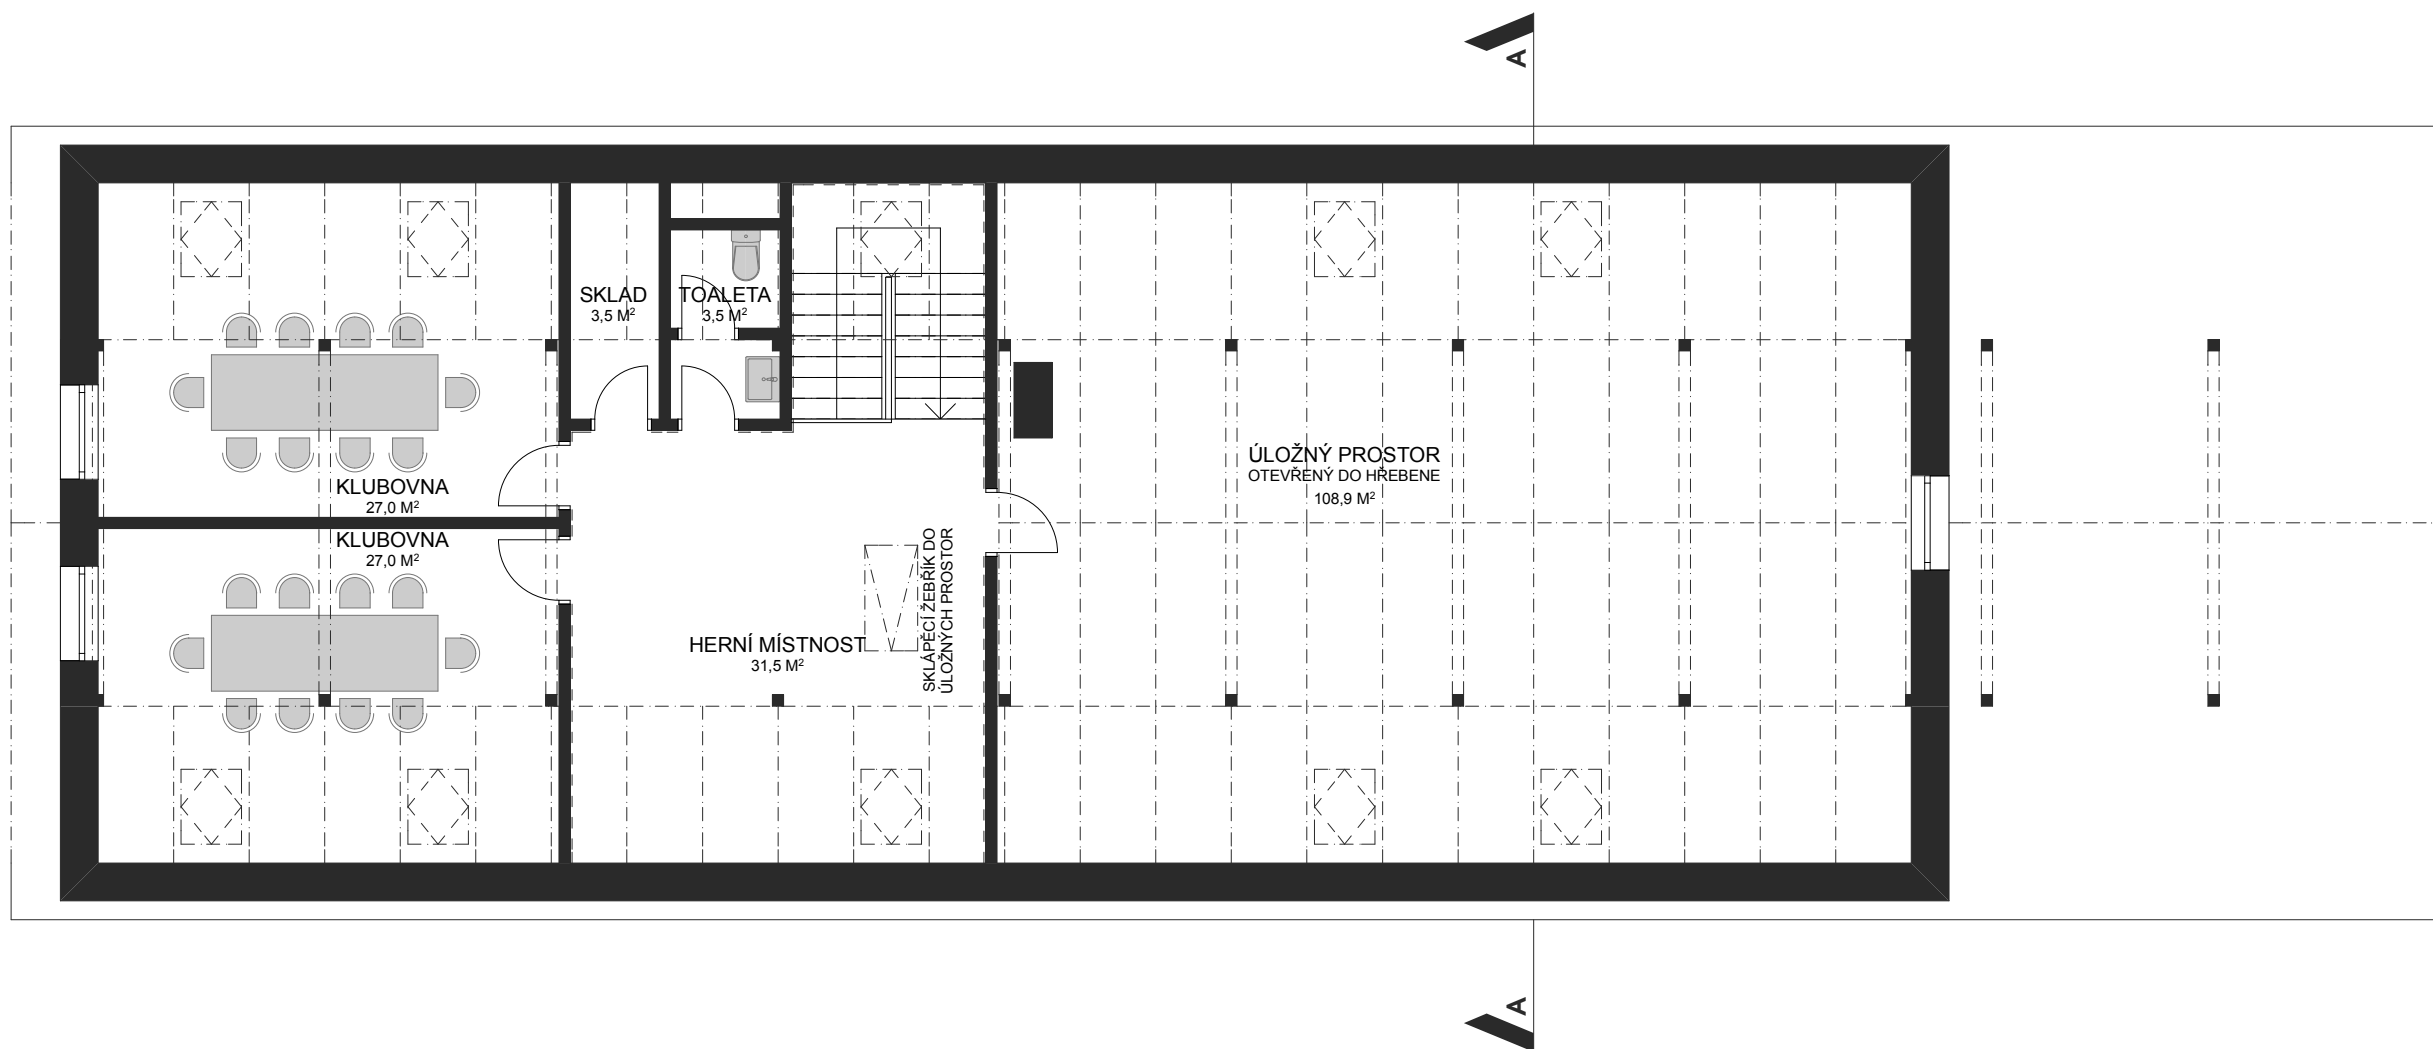 A
SKLAD
3,5 M²
TOALETA
3,5 M²
KLUBOVNA
27,0 M²
KLUBOVNA
27,0 M²
HERNÍ MÍSTNOST
31,5 M²
SKLÁPĚCÍ ŽEBŘÍK DO
ÚLOŽNÝCH PROSTOR
ÚLOŽNÝ PROSTOR
OTEVŘENÝ DO HŘEBENE
108,9 M²
A